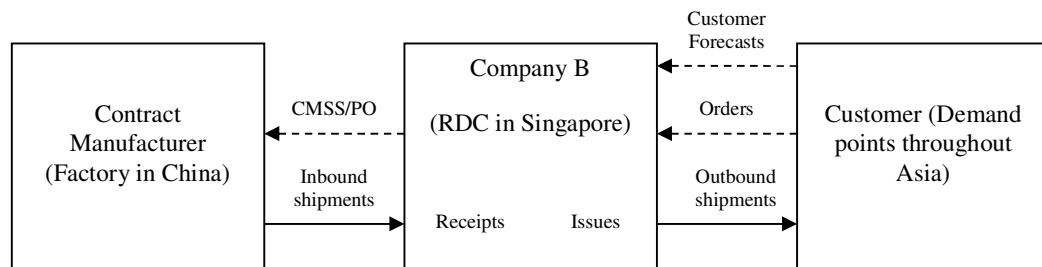 Customer
Forecasts
Company B
CMSS/PO
(RDC in Singapore)
Orders
Contract
Manufacturer
(Factory in China)
Customer (Demand
points throughout
Asia)
Inbound
shipments
Outbound
shipments
Receipts
Issues